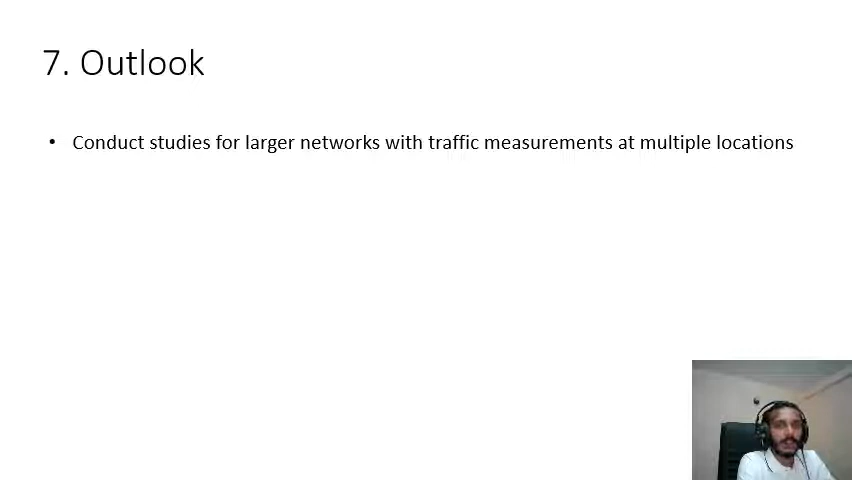 7. Outlook
• Conduct studies for larger networks with traffic measurements at multiple locations